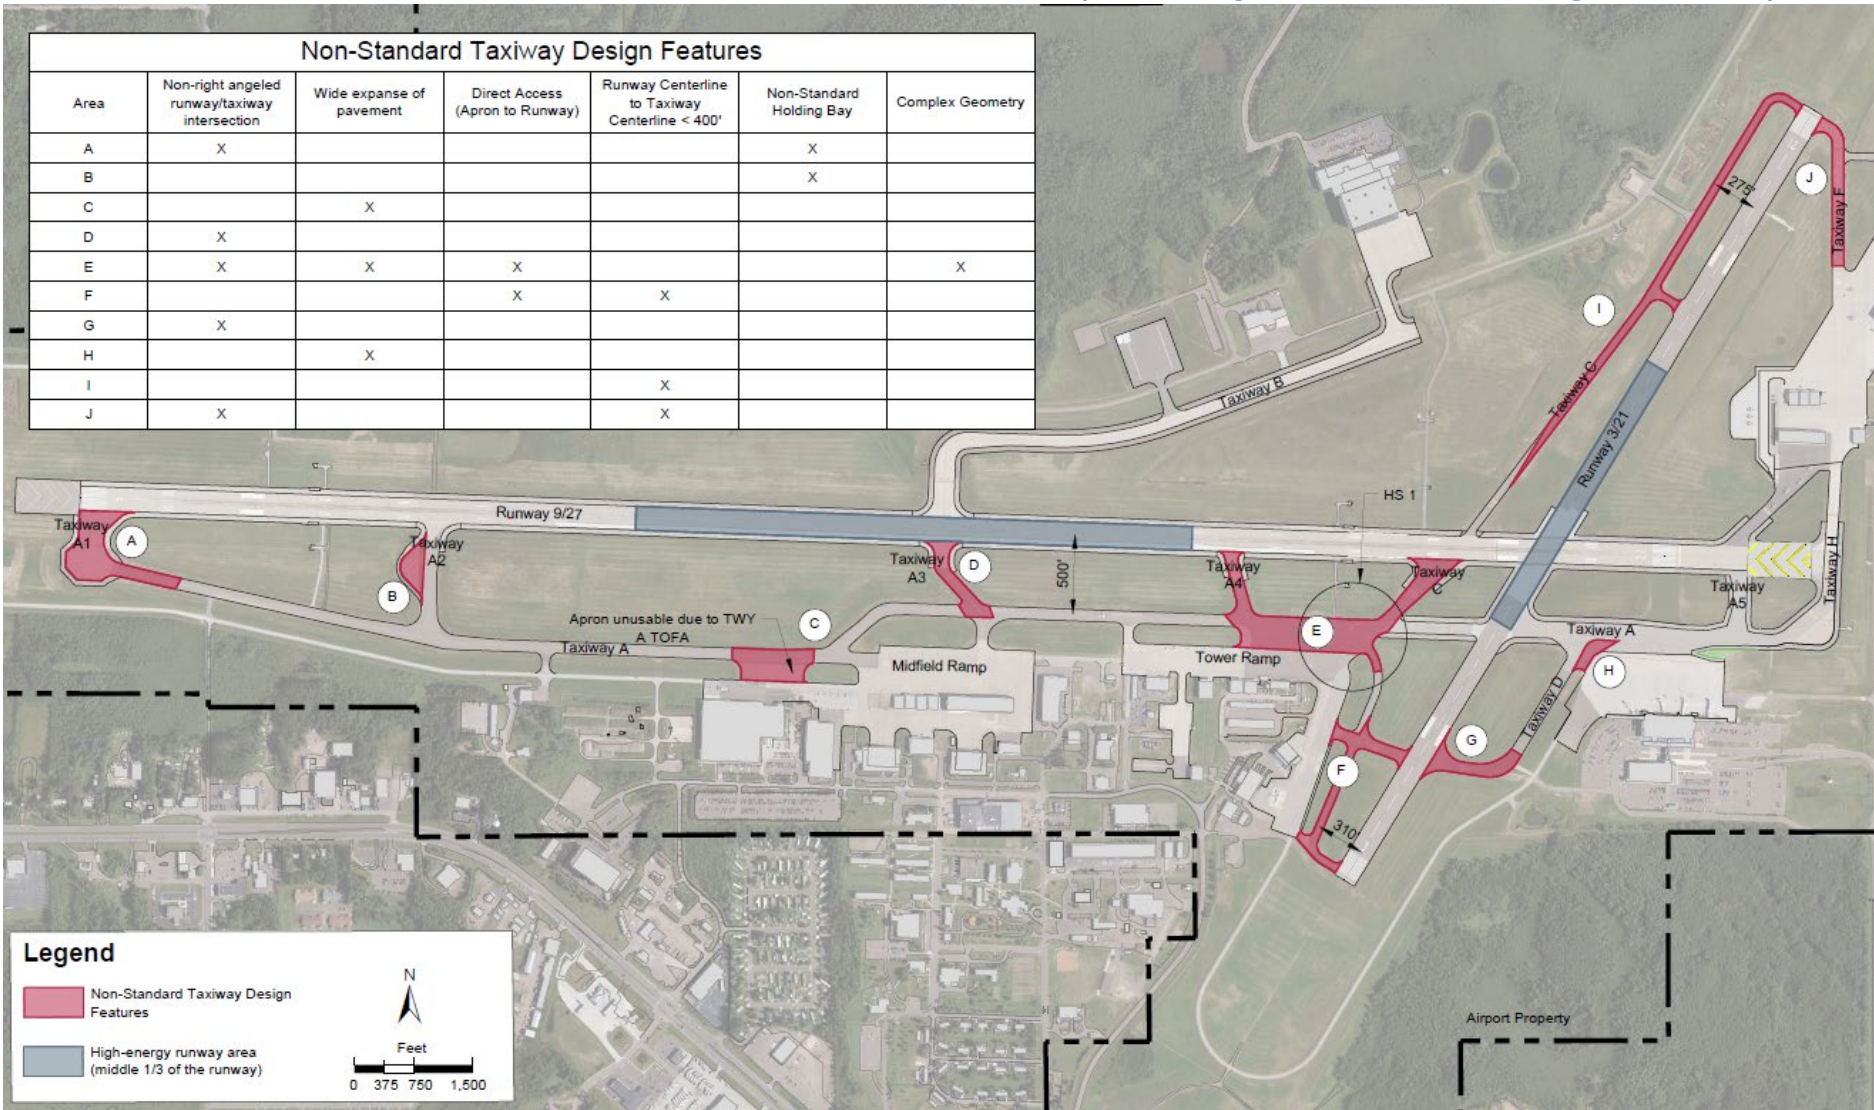 Non-Standard Taxiway Design Features
Area
Non-right angeled
runway/taxiway
intersection
Wide expanse of
pavement
Direct Access
(Apron to Runway)
Runway Centerline
to Taxiway
Centerline < 400'
Non-Standard
Holding Bay
Complex Geometry
A X X
B X
C X
D X
E X X X X
F X X
G X
H X
I X
J X X
J
275'
Taxiway F
I
Taxiway C
Taxiway B
Runway 3/21
HS 1
Runway 9/27
Taxiway
A1
A
Taxiway
A2
B
Taxiway
A3
D
500'
Taxiway
A4
Taxiway
C
Taxiway
A5
Taxiway H
Apron unusable due to TWY
A TOFA
C
E
Taxiway A
Taxiway A
Midfield Ramp
Tower Ramp
H
Taxiway D
G
F
310'
Legend
Non-Standard Taxiway Design
Features
High-energy runway area
(middle 1/3 of the runway)
N
Feet
0 375 750 1,500
Airport Property